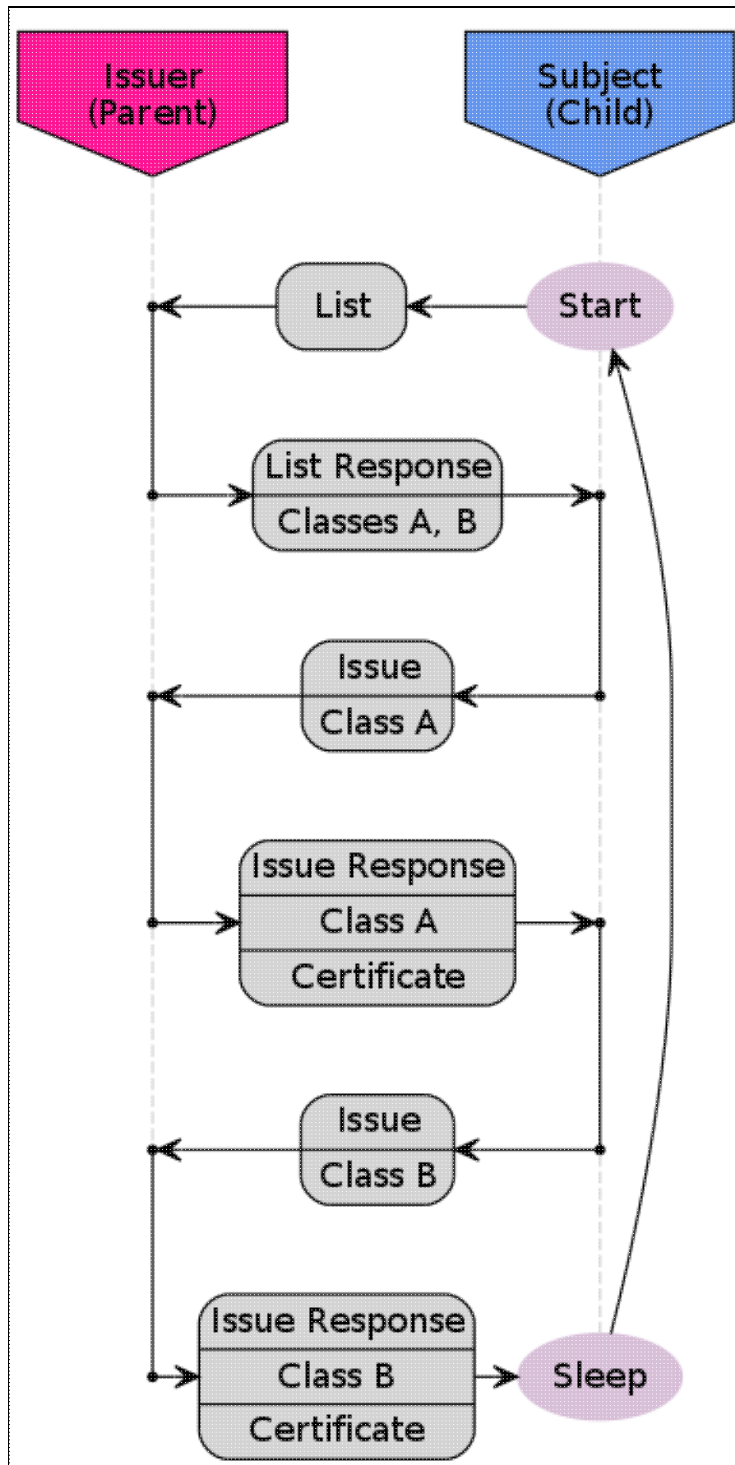 Issuer
(Parent)
Subject
(Child)
List
Start
List Response
Classes A, B
Issue
Class A
Issue Response
Class A
Certificate
Issue
Class B
Issue Response
Class B
Certificate
Sleep